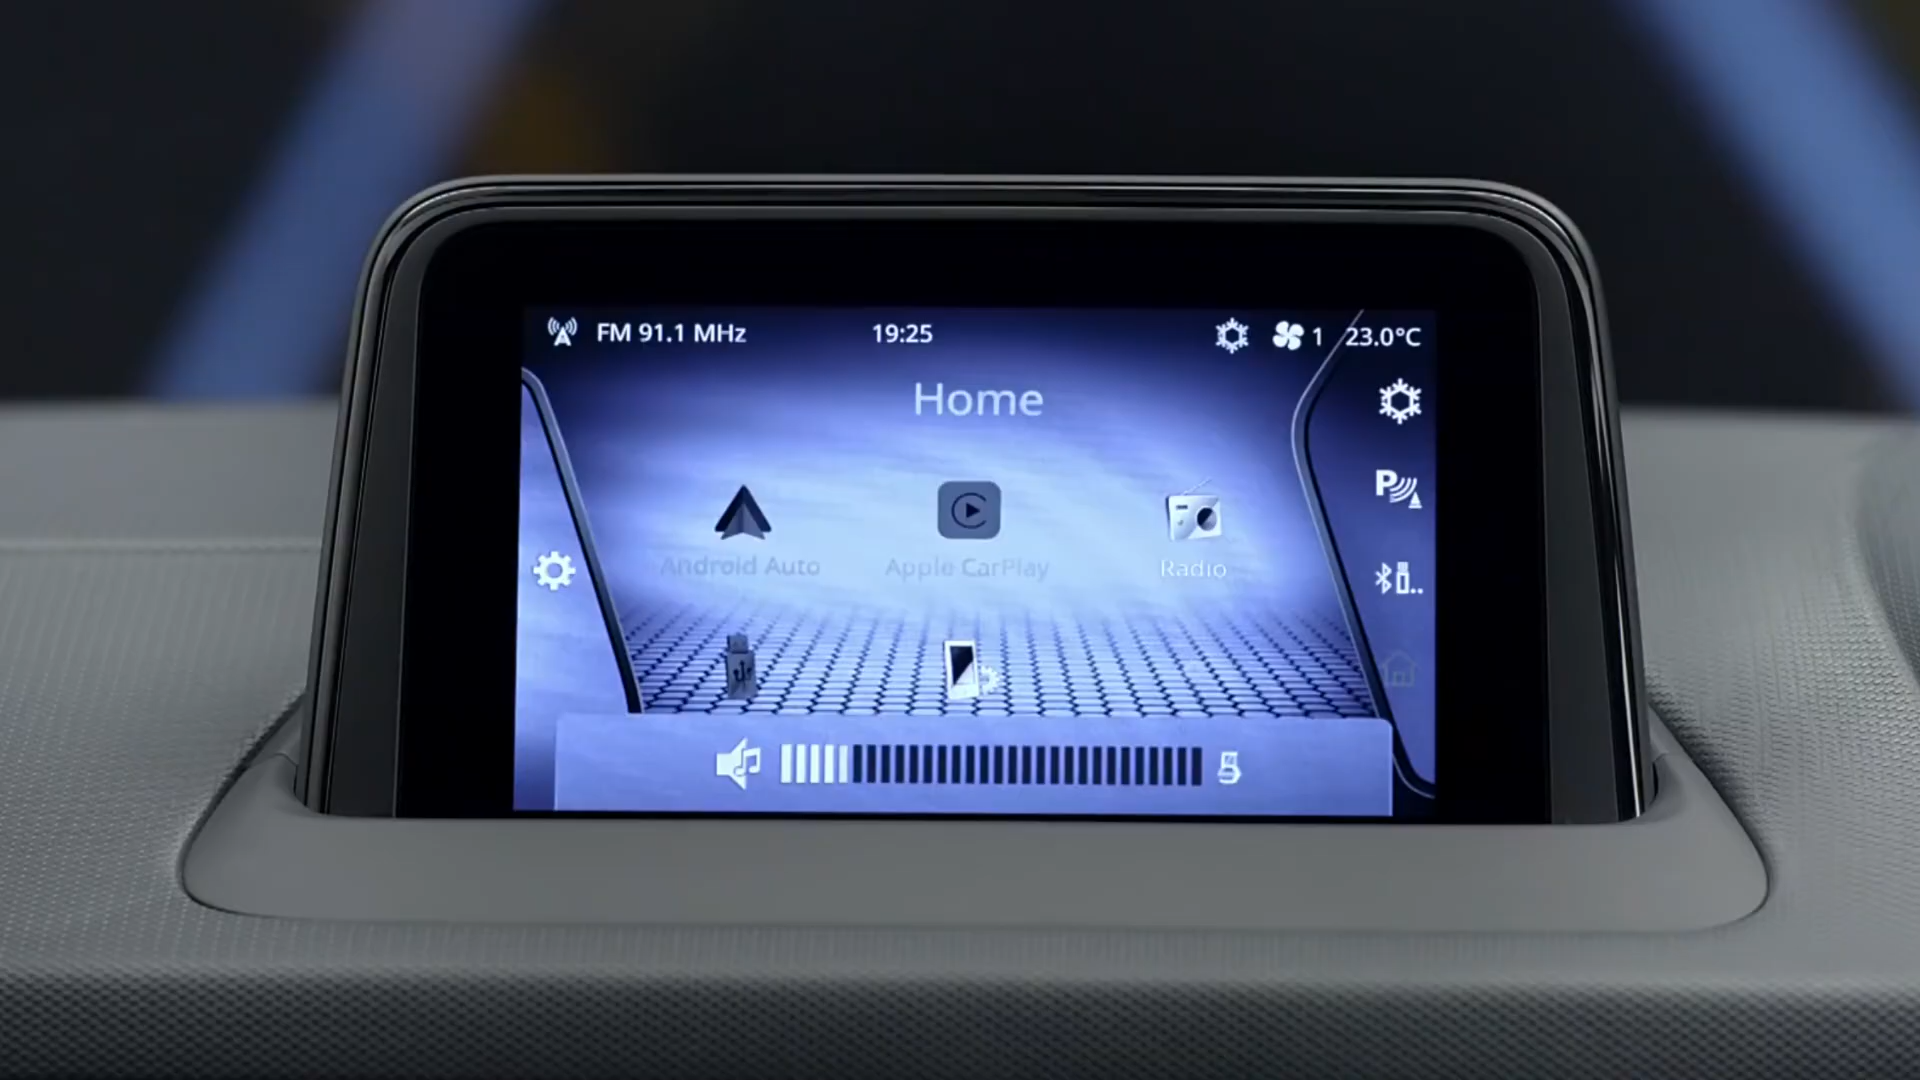 FM 91.1 MHz 19:25 1 23.0°C
Home
Android Auto Apple CarPlay Radio
P
5